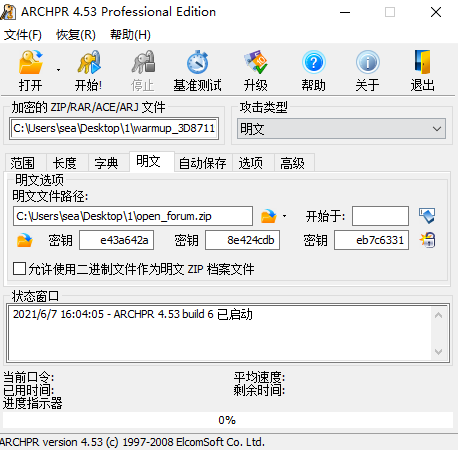 ARCHPR 4.53 Professional Edition
文件(F) 恢复(R) 帮助(H)
打开 开始! 停止 基准测试 升级 帮助 关于 退出
加密的 ZIP/RAR/ACE/ARJ 文件 攻击类型
C:\Users\sea\Desktop\1\warmup_3D8711 明文
范围 长度 字典 明文 自动保存 选项 高级
明文选项
明文文件路径:
C:\Users\sea\Desktop\1\open_forum.zip 开始于:
密钥 e43a642a 密钥 8e424cdb 密钥 eb7c6331
允许使用二进制文件作为明文 ZIP 档案文件
状态窗口
2021/6/7 16:04:05 - ARCHPR 4.53 build 6 已启动
当前口令: 平均速度:
已用时间: 剩余时间:
进度指示器
0%
ARCHPR version 4.53 (c) 1997-2008 ElcomSoft Co. Ltd.